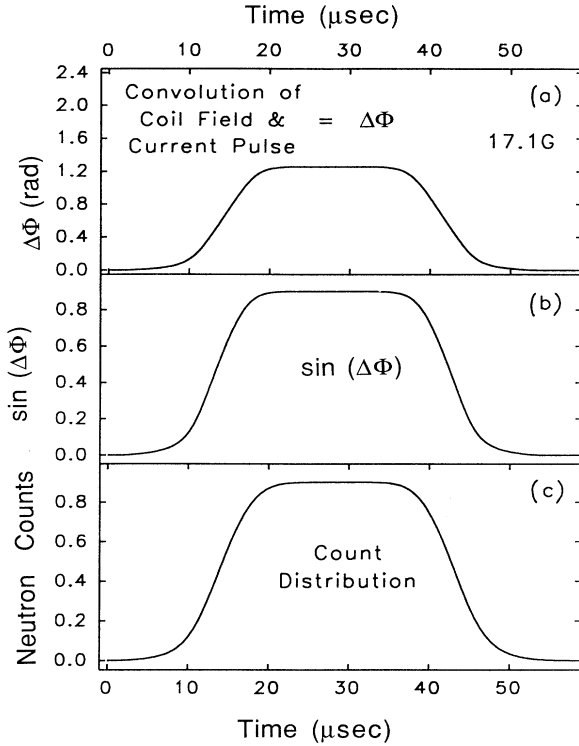 Time (μsec)
0 10 20 30 40 50
2.4
2.0
1.6
1.2
0.8
0.4
0.0
ΔΦ (rad)
Convolution of
Coil Field & = ΔΦ
Current Pulse
(a)
17.1G
0.8
0.6
0.4
0.2
0.0
sin (ΔΦ)
(b)
sin (ΔΦ)
0.8
0.6
0.4
0.2
0.0
Neutron Counts
(c)
Count
Distribution
0 10 20 30 40 50
Time (μsec)